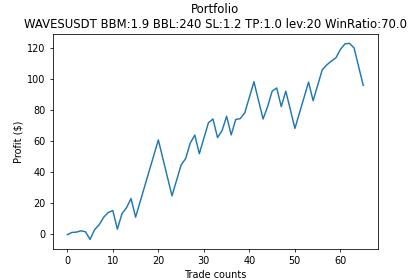 Portfolio
WAVESUSDT BBM:1.9 BBL:240 SL:1.2 TP:1.0 lev:20 WinRatio:70.0
120
100
80
60
40
20
0
Profit ($)
0 10 20 30 40 50 60
Trade counts